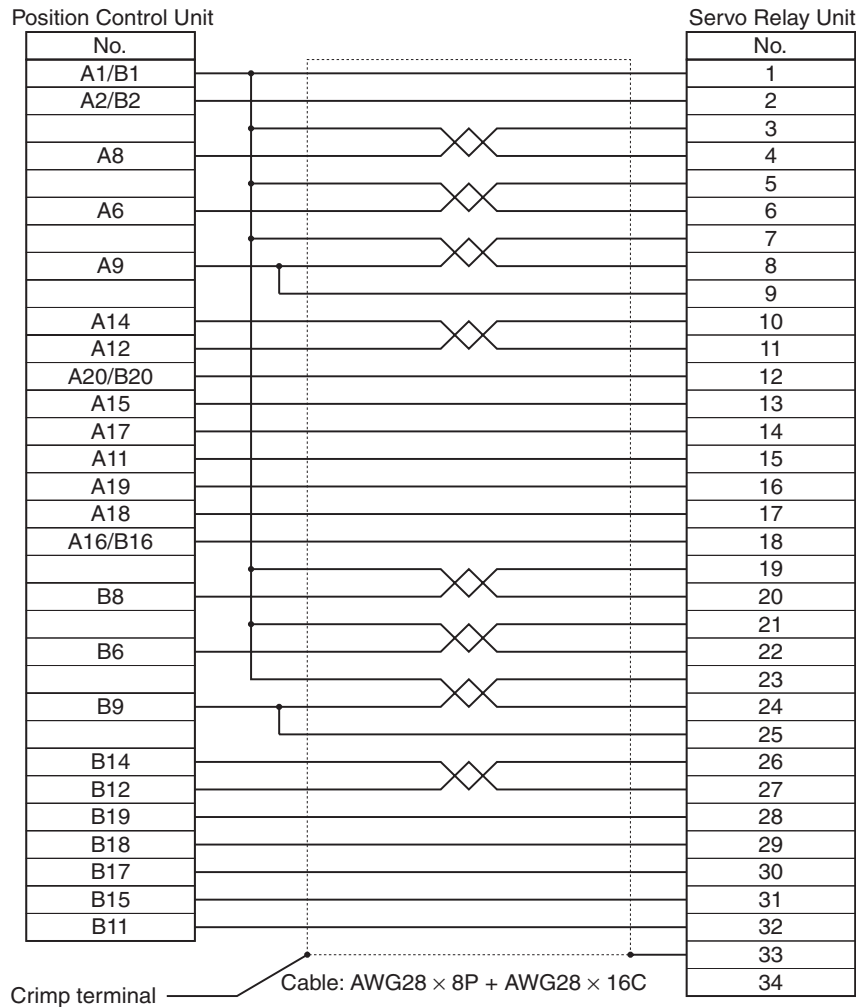 Position Control Unit Servo Relay Unit
No. No.
A1/B1 1
A2/B2 2
3
A8 4
5
A6 6
7
A9 8
9
A14 10
A12 11
A20/B20 12
A15 13
A17 14
A11 15
A19 16
A18 17
A16/B16 18
19
B8 20
21
B6 22
23
B9 24
25
B14 26
B12 27
B19 28
B18 29
B17 30
B15 31
B11 32
33
Cable: AWG28 × 8P + AWG28 × 16C 34
Crimp terminal